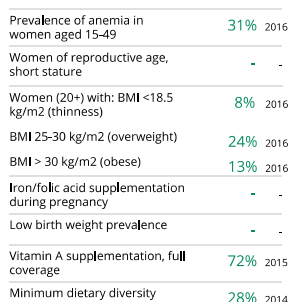 Prevalence of anemia in
women aged 15-49 31% 2016
Women of reproductive age,
short stature - -
Women (20+) with: BMI <18.5
kg/m2 (thinness) 8% 2016
BMI 25-30 kg/m2 (overweight) 24% 2016
BMI > 30 kg/m2 (obese) 13% 2016
Iron/folic acid supplementation
during pregnancy - -
Low birth weight prevalence - -
Vitamin A supplementation, full
coverage 72% 2015
Minimum dietary diversity 28% 2014